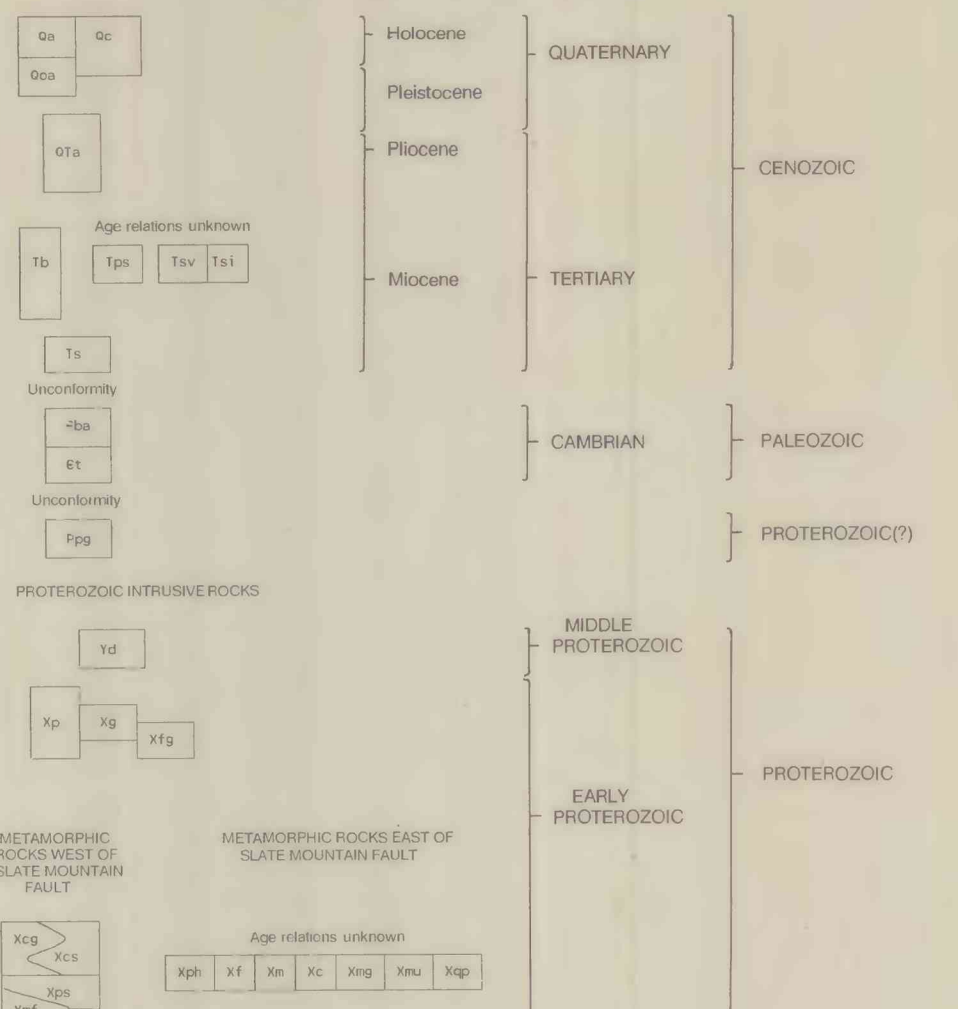 Qa Qc Holocene
QUATERNARY
Qoa
Pleistocene
Pliocene
QTa
CENOZOIC
Age relations unknown
Tb Tps Tsv Tsi
Miocene TERTIARY
Ts
Unconformity
Єba
CAMBRIAN PALEOZOIC
Єt
Unconformity
PROTEROZOIC(?)
Ppg
PROTEROZOIC INTRUSIVE ROCKS
MIDDLE
PROTEROZOIC
Yd
Xp Xg
Xfg
PROTEROZOIC
EARLY
PROTEROZOIC
METAMORPHIC
ROCKS WEST OF
SLATE MOUNTAIN
FAULT
METAMORPHIC ROCKS EAST OF
SLATE MOUNTAIN FAULT
Xcg
Age relations unknown
Xcs
Xph Xf Xm Xc Xmg Xmu Xqp
Xps